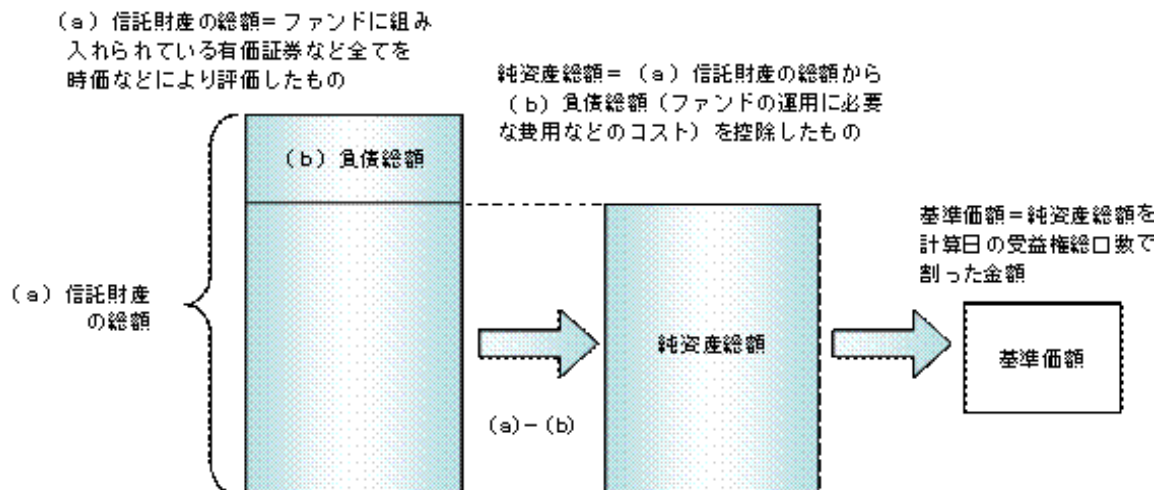 (a) 信託財産の総額=ファンドに組み
入れられている有価証券など全てを
時価などにより評価したもの
純資産総額=(a) 信託財産の総額から
(b) 負債総額(ファンドの運用に必要
な費用などのコスト)を控除したもの
(b) 負債総額
基準価額=純資産総額を
計算日の受益権総口数で
割った金額
(a) 信託財産
の総額
純資産総額
基準価額
(a)-(b)